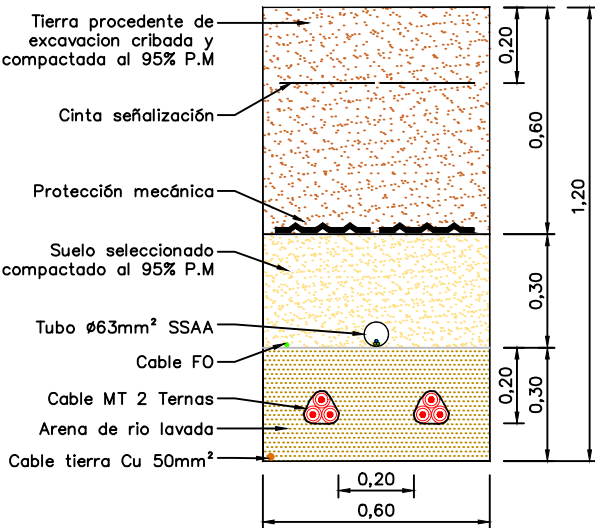 Tierra procedente de
excavacion cribada y
compactada al 95% P.M
Cinta señalización
Protección mecánica
Suelo seleccionado
compactado al 95% P.M
Tubo ø63mm² SSAA
Cable FO
Cable MT 2 Ternas
Arena de rio lavada
Cable tierra Cu 50mm²
0,20
0,60
1,20
0,30
0,20
0,30
0,20
0,60